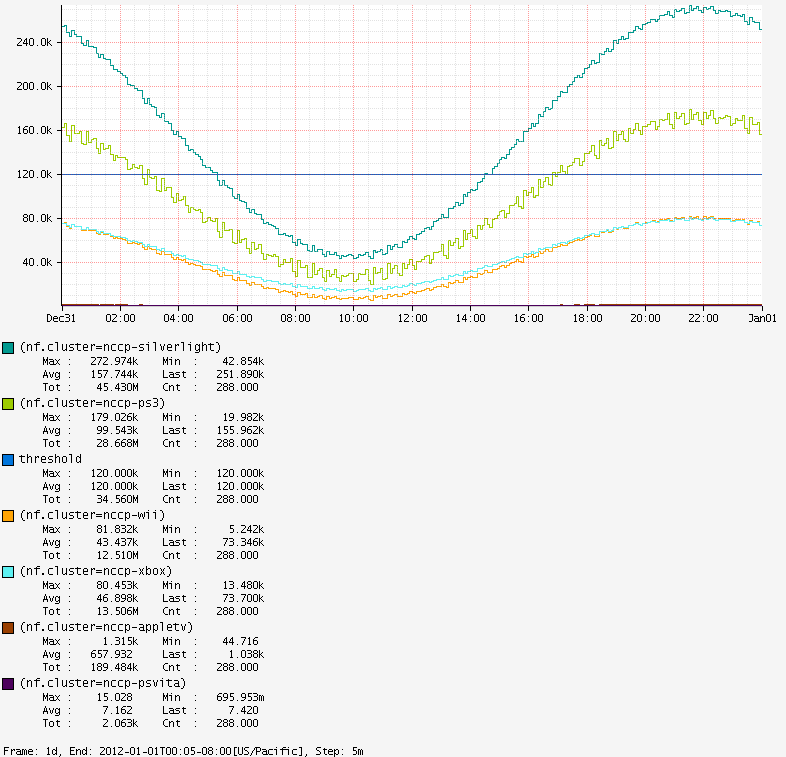 240.0k
200.0k
160.0k
120.0k
80.0k
40.0k
Dec31 02:00 04:00 06:00 08:00 10:00 12:00 14:00 16:00 18:00 20:00 22:00 Jan01
(nf.cluster=nccp-silverlight)
Max : 272.974k Min : 42.854k
Avg : 157.744k Last : 251.890k
Tot : 45.430M Cnt : 288.000
(nf.cluster=nccp-ps3)
Max : 179.026k Min : 19.982k
Avg : 99.543k Last : 155.962k
Tot : 28.668M Cnt : 288.000
threshold
Max : 120.000k Min : 120.000k
Avg : 120.000k Last : 120.000k
Tot : 34.560M Cnt : 288.000
(nf.cluster=nccp-wii)
Max : 81.832k Min : 5.242k
Avg : 43.437k Last : 73.346k
Tot : 12.510M Cnt : 288.000
(nf.cluster=nccp-xbox)
Max : 80.453k Min : 13.480k
Avg : 46.898k Last : 73.700k
Tot : 13.506M Cnt : 288.000
(nf.cluster=nccp-appletv)
Max : 1.315k Min : 44.716
Avg : 657.932 Last : 1.038k
Tot : 189.484k Cnt : 288.000
(nf.cluster=nccp-psvita)
Max : 15.028 Min : 695.953m
Avg : 7.162 Last : 7.420
Tot : 2.063k Cnt : 288.000
Frame: 1d, End: 2012-01-01T00:05-08:00[US/Pacific], Step: 5m